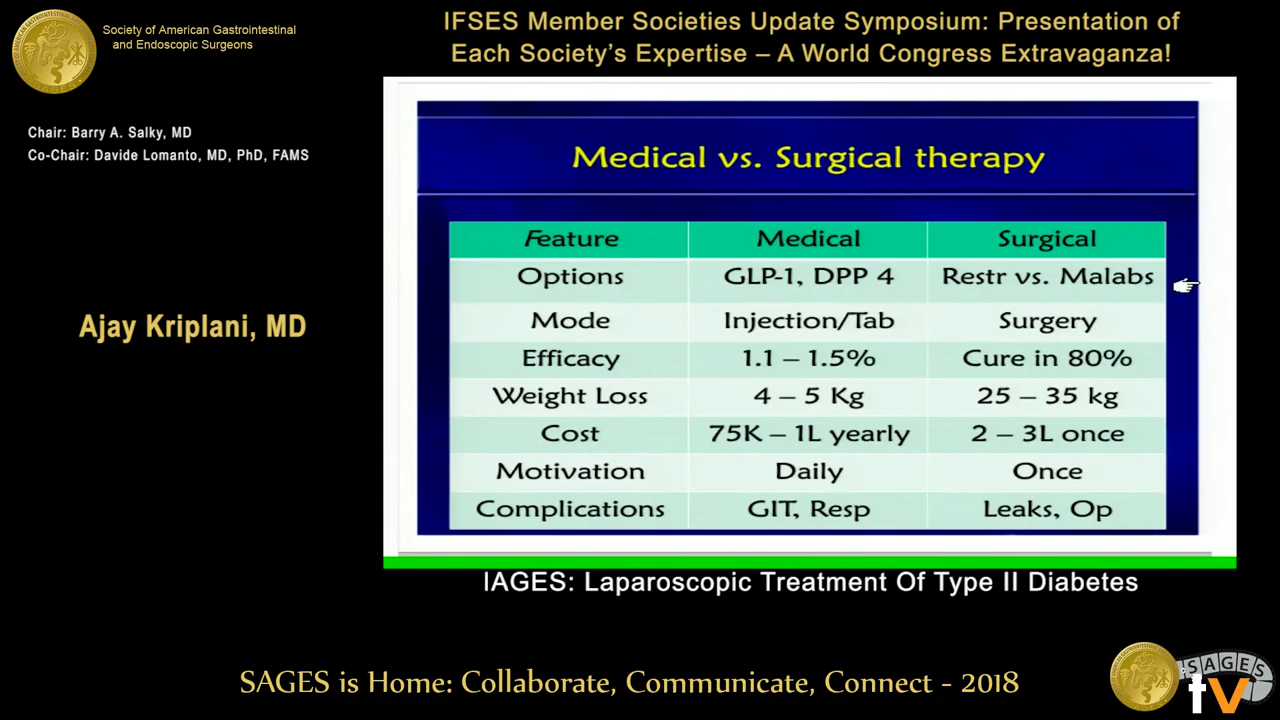 Society of American Gastrointestinal
and Endoscopic Surgeons
IFSES Member Societies Update Symposium: Presentation of
Each Society's Expertise – A World Congress Extravaganza!
Chair: Barry A. Salky, MD
Co-Chair: Davide Lomanto, MD, PhD, FAMS
Ajay Kriplani, MD
Medical vs. Surgical therapy
Feature Medical Surgical
Options GLP-1, DPP 4 Restr vs. Malabs
Mode Injection/Tab Surgery
Efficacy 1.1 – 1.5% Cure in 80%
Weight Loss 4 – 5 Kg 25 – 35 kg
Cost 75K – 1L yearly 2 – 3L once
Motivation Daily Once
Complications GIT, Resp Leaks, Op
IAGES: Laparoscopic Treatment Of Type II Diabetes
SAGES is Home: Collaborate, Communicate, Connect - 2018
SAGES
tv